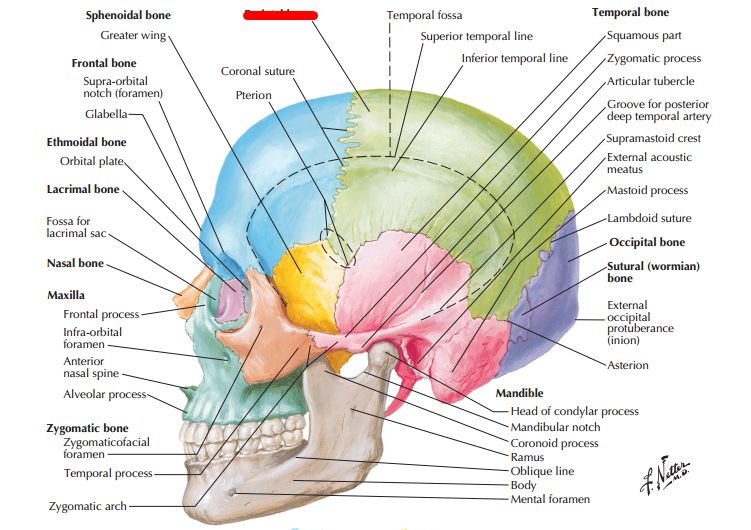 Sphenoidal bone
Greater wing
Frontal bone
Supra-orbital
notch (foramen)
Glabella
Ethmoidal bone
Orbital plate
Lacrimal bone
Fossa for
lacrimal sac
Nasal bone
Maxilla
Frontal process
Infra-orbital
foramen
Anterior
nasal spine
Alveolar process
Zygomatic bone
Zygomaticofacial
foramen
Temporal process
Zygomatic arch
Coronal suture
Pterion
Temporal fossa
Superior temporal line
Inferior temporal line
Temporal bone
Squamous part
Zygomatic process
Articular tubercle
Groove for posterior
deep temporal artery
Supramastoid crest
External acoustic
meatus
Mastoid process
Lambdoid suture
Occipital bone
Sutural (wormian)
bone
External
occipital
protuberance
(inion)
Asterion
Mandible
Head of condylar process
Mandibular notch
Coronoid process
Ramus
Oblique line
Body
Mental foramen
F. Netter
M.D.